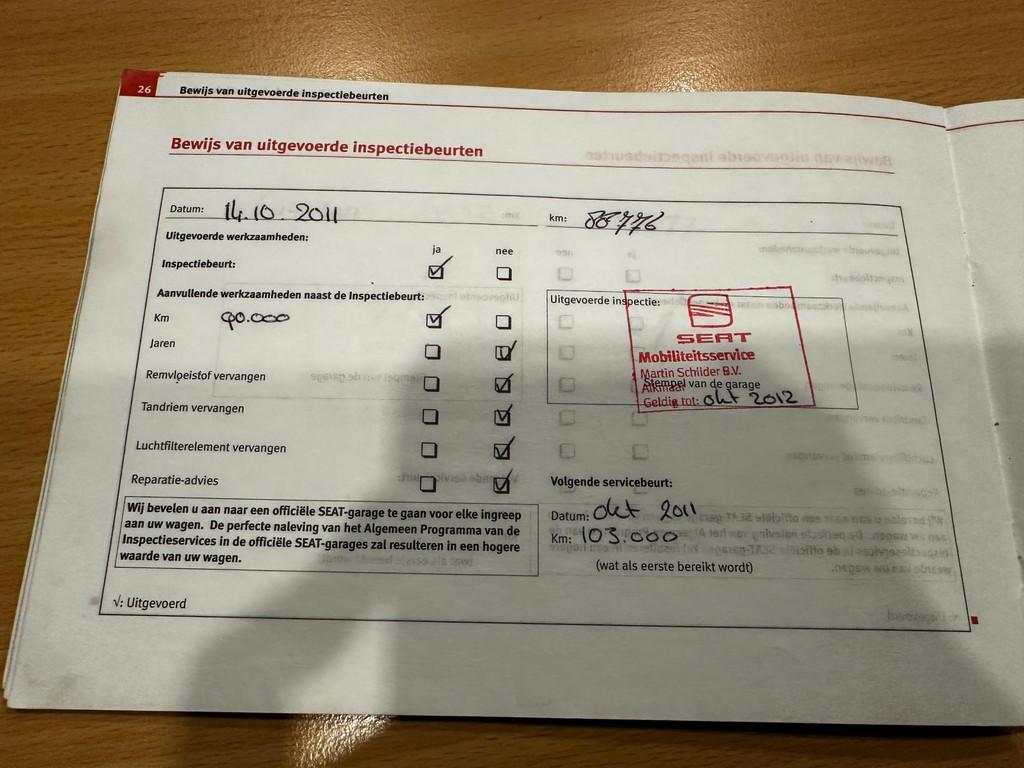 26 Bewijs van uitgevoerde inspectiebeurten
Bewijs van uitgevoerde inspectiebeurten
Datum: 14.10.2011 km: 88776
Uitgevoerde werkzaamheden:
ja nee
Inspectiebeurt:
Aanvullende werkzaamheden naast de Inspectiebeurt:
Km 90.000
Jaren
Remvloeistof vervangen
Tandriem vervangen
Luchtfilterelement vervangen
Reparatie-advies
Uitgevoerde inspectie:
SEAT
Mobiliteitsservice
Martin Schilder B.V.
Alkmaar
Stempel van de garage
Geldig tot: okt 2012
Volgende servicebeurt:
Datum: okt 2011
Km: 103.000
(wat als eerste bereikt wordt)
Wij bevelen u aan naar een officiële SEAT-garage te gaan voor elke ingreep
aan uw wagen. De perfecte naleving van het Algemeen Programma van de
Inspectieservices in de officiële SEAT-garages zal resulteren in een hogere
waarde van uw wagen.
√: Uitgevoerd